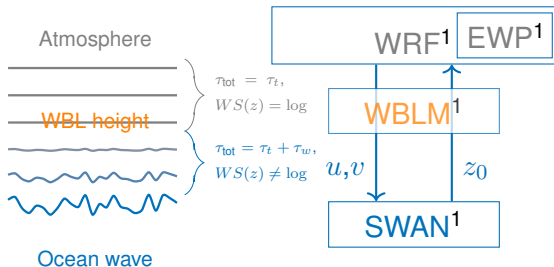 Atmosphere
τtot = τt,
WS(z) = log
WBL height
τtot = τt + τw,
WS(z) ≠ log
Ocean wave
WRF¹
EWP¹
WBLM¹
u,v
z₀
SWAN¹